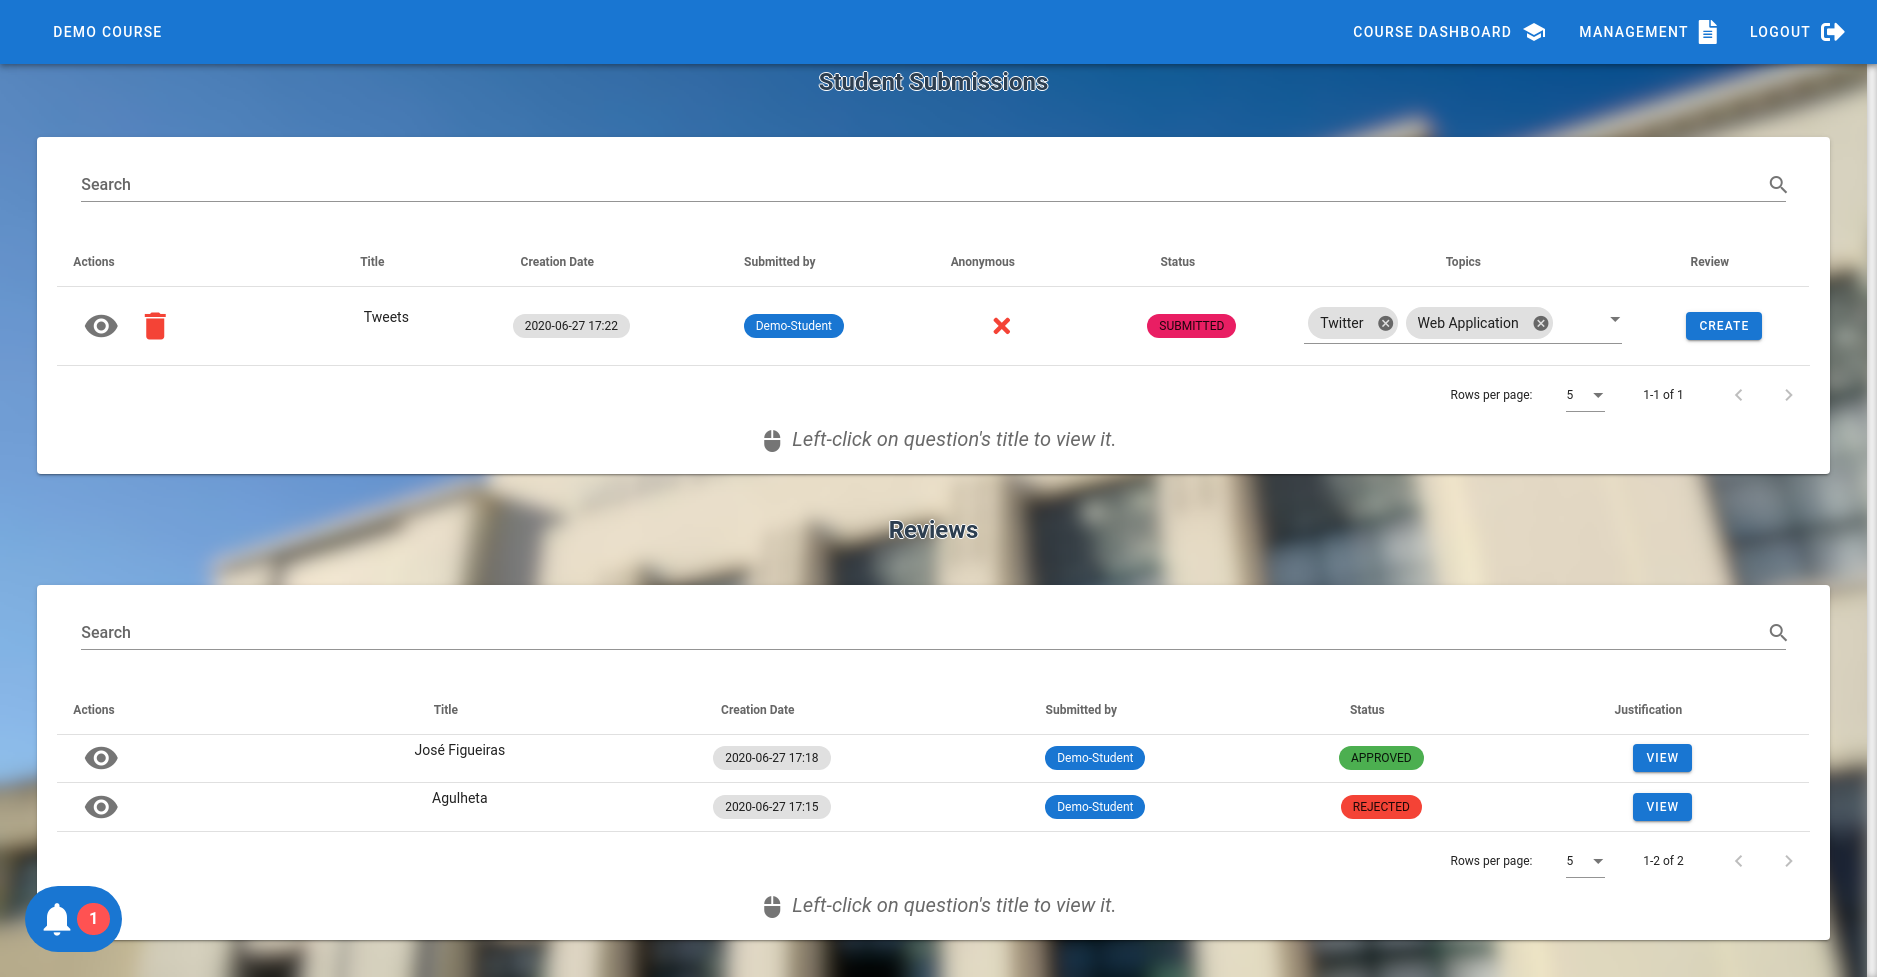 DEMO COURSE COURSE DASHBOARD MANAGEMENT LOGOUT
Student Submissions
Search
Actions Title Creation Date Submitted by Anonymous Status Topics Review
Tweets 2020-06-27 17:22 Demo-Student SUBMITTED Twitter Web Application CREATE
Rows per page: 5 1-1 of 1
Left-click on question's title to view it.
Reviews
Search
Actions Title Creation Date Submitted by Status Justification
José Figueiras 2020-06-27 17:18 Demo-Student APPROVED VIEW
Agulheta 2020-06-27 17:15 Demo-Student REJECTED VIEW
Rows per page: 5 1-2 of 2
Left-click on question's title to view it.
1